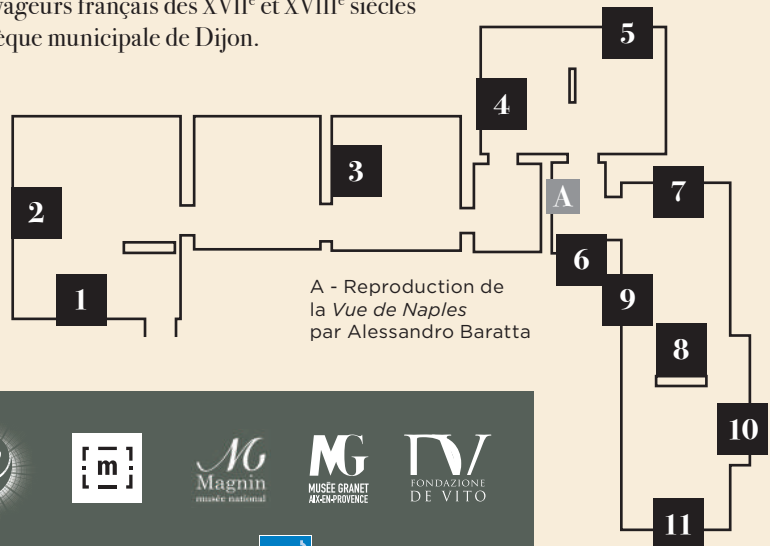 français des XVIIe et XVIIIe siècles
municipale de Dijon.
5
4
3
2
A
7
6
1
9
A - Reproduction de
la Vue de Naples
par Alessandro Baratta
8
10
11
[m]
M
Magnin
musée national
MG
MUSÉE GRANET
AIX-EN-PROVENCE
DV
FONDAZIONE
DE VITO